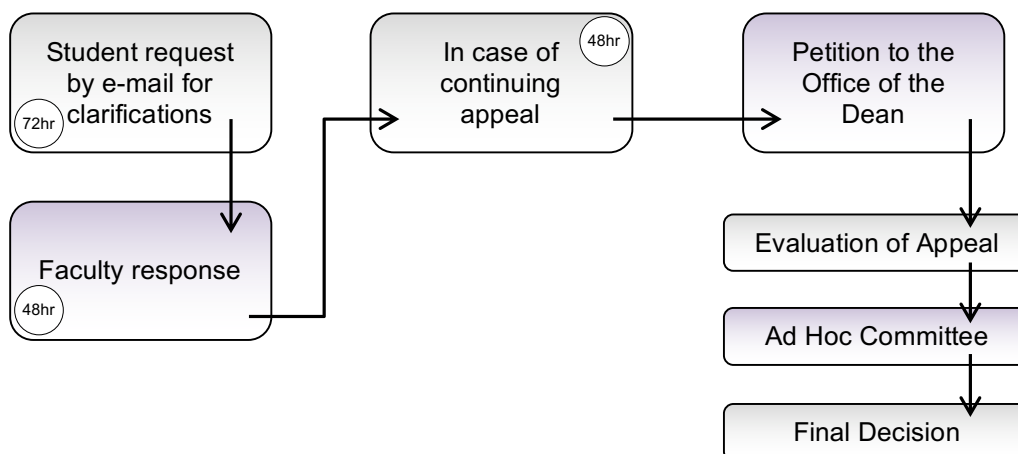 Student request
by e-mail for
clarifications
72hr
Faculty response
48hr
In case of
continuing
appeal
48hr
Petition to the
Office of the
Dean
Evaluation of Appeal
Ad Hoc Committee
Final Decision